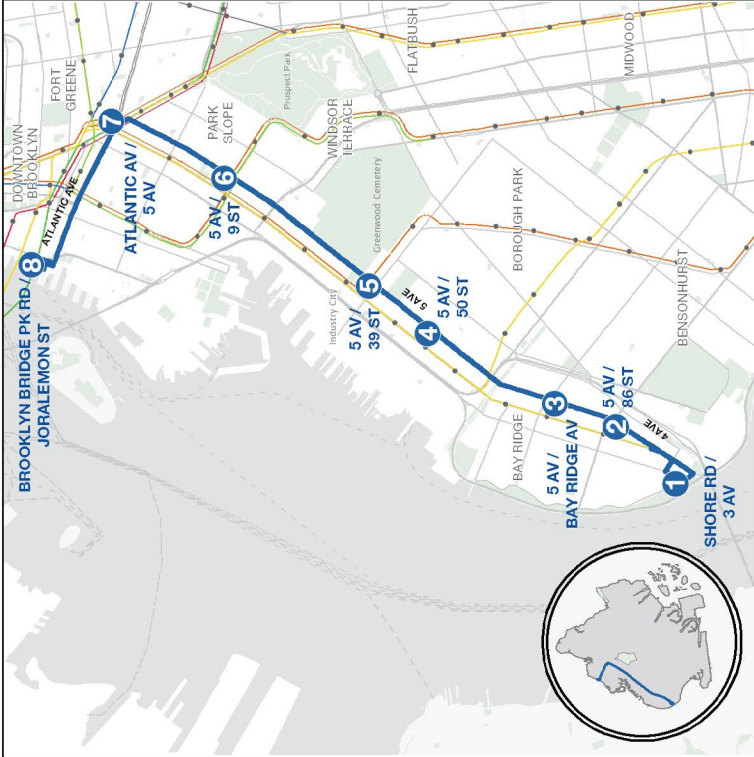 DOWNTOWN
BROOKLYN
FORT
GREENE
8
BROOKLYN BRIDGE PK RD /
JORALEMON ST
ATLANTIC AVE
7
ATLANTIC AV /
5 AV
PARK
SLOPE
Prospect Park
FLATBUSH
6
5 AV /
9 ST
WINDSOR
TERRACE
Greenwood Cemetery
MIDWOOD
Industry City
5
5 AV /
39 ST
5 AVE
4
5 AV /
50 ST
BOROUGH PARK
BAY RIDGE
3
5 AV /
BAY RIDGE AV
2
5 AV /
86 ST
4 AVE
BENSONHURST
1
SHORE RD /
3 AV